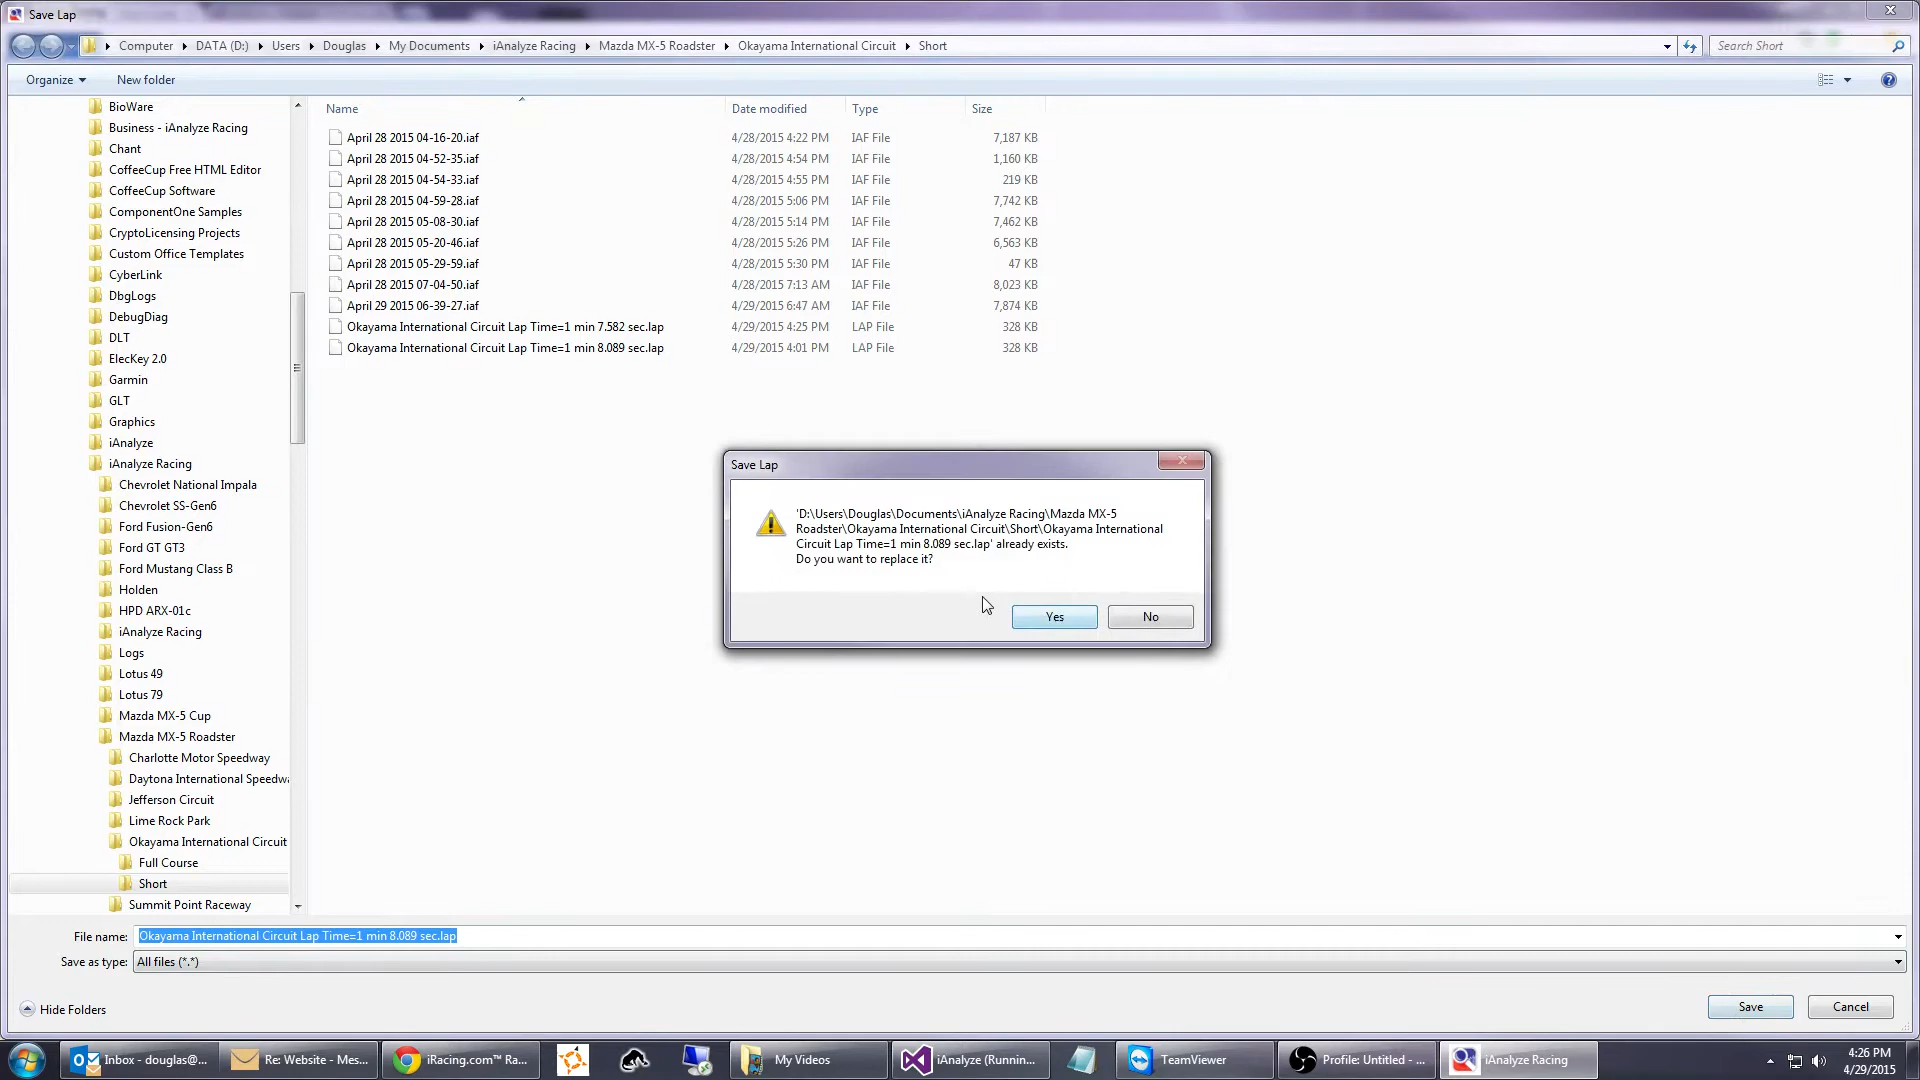 Save Lap
Computer DATA (D:) Users Douglas My Documents iAnalyze Racing Mazda MX-5 Roadster Okayama International Circuit Short Search Short
Organize New folder
Name Date modified Type Size
BioWare
Business - iAnalyze Racing
Chant
CoffeeCup Free HTML Editor
CoffeeCup Software
ComponentOne Samples
CryptoLicensing Projects
Custom Office Templates
CyberLink
DbgLogs
DebugDiag
DLT
ElecKey 2.0
Garmin
GLT
Graphics
iAnalyze
iAnalyze Racing
Chevrolet National Impala
Chevrolet SS-Gen6
Ford Fusion-Gen6
Ford GT GT3
Ford Mustang Class B
Holden
HPD ARX-01c
iAnalyze Racing
Logs
Lotus 49
Lotus 79
Mazda MX-5 Cup
Mazda MX-5 Roadster
Charlotte Motor Speedway
Daytona International Speedwa
Jefferson Circuit
Lime Rock Park
Okayama International Circuit
Full Course
Short
Summit Point Raceway
April 28 2015 04-16-20.iaf 4/28/2015 4:22 PM IAF File 7,187 KB
April 28 2015 04-52-35.iaf 4/28/2015 4:54 PM IAF File 1,160 KB
April 28 2015 04-54-33.iaf 4/28/2015 4:55 PM IAF File 219 KB
April 28 2015 04-59-28.iaf 4/28/2015 5:06 PM IAF File 7,742 KB
April 28 2015 05-08-30.iaf 4/28/2015 5:14 PM IAF File 7,462 KB
April 28 2015 05-20-46.iaf 4/28/2015 5:26 PM IAF File 6,563 KB
April 28 2015 05-29-59.iaf 4/28/2015 5:30 PM IAF File 47 KB
April 28 2015 07-04-50.iaf 4/28/2015 7:13 AM IAF File 8,023 KB
April 29 2015 06-39-27.iaf 4/29/2015 6:47 AM IAF File 7,874 KB
Okayama International Circuit Lap Time=1 min 7.582 sec.lap 4/29/2015 4:25 PM LAP File 328 KB
Okayama International Circuit Lap Time=1 min 8.089 sec.lap 4/29/2015 4:01 PM LAP File 328 KB
Save Lap
'D:\Users\Douglas\Documents\iAnalyze Racing\Mazda MX-5
Roadster\Okayama International Circuit\Short\Okayama International
Circuit Lap Time=1 min 8.089 sec.lap' already exists.
Do you want to replace it?
Yes No
File name: Okayama International Circuit Lap Time=1 min 8.089 sec.lap
Save as type: All files (*.*)
Hide Folders Save Cancel
Inbox - douglas@... Re: Website - Mes... iRacing.com™ Ra... My Videos iAnalyze (Runnin... TeamViewer Profile: Untitled - ... iAnalyze Racing 4:26 PM
4/29/2015